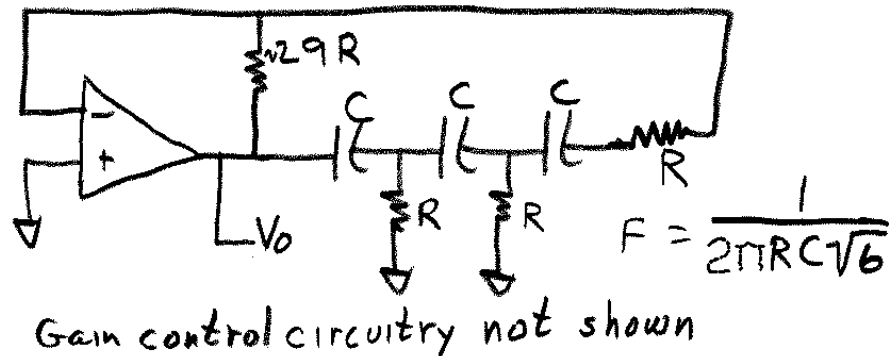 ~29R
C
C
C
−
+
R
R
R
Vo
F = 1/2πRC√6
Gain control circuitry not shown